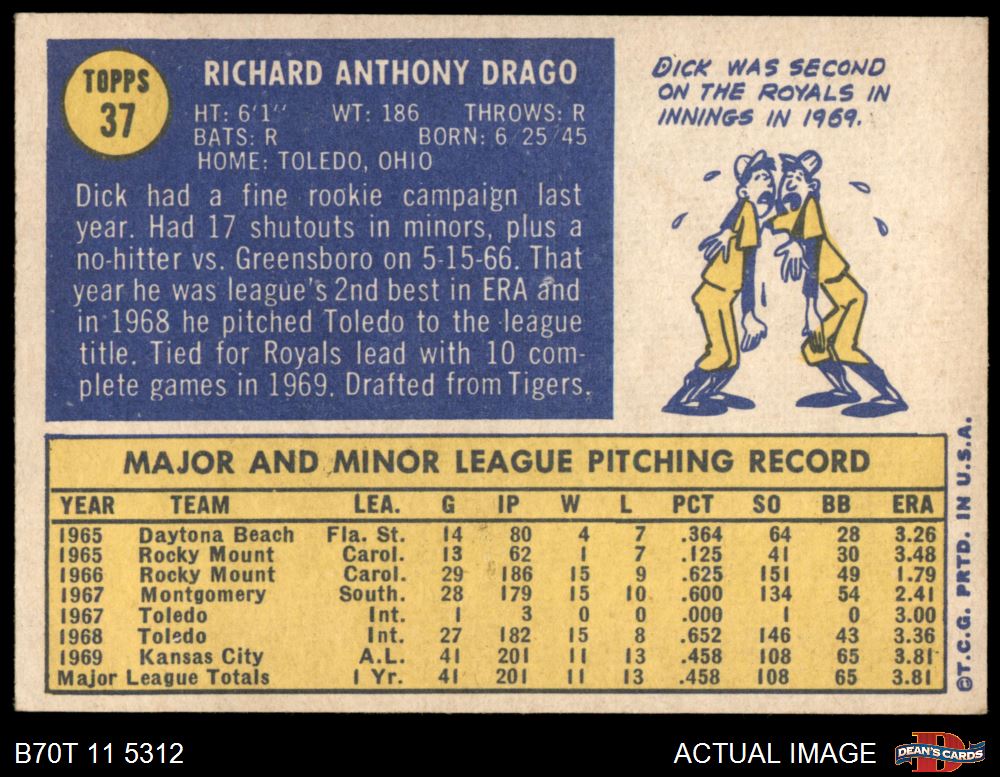 TOPPS
37
RICHARD ANTHONY DRAGO
HT: 6'1" WT: 186 THROWS: R
BATS: R BORN: 6 25 45
HOME: TOLEDO, OHIO
Dick had a fine rookie campaign last
year. Had 17 shutouts in minors, plus a
no-hitter vs. Greensboro on 5-15-66. That
year he was league's 2nd best in ERA and
in 1968 he pitched Toledo to the league
title. Tied for Royals lead with 10 com-
plete games in 1969. Drafted from Tigers.
DICK WAS SECOND
ON THE ROYALS IN
INNINGS IN 1969.
MAJOR AND MINOR LEAGUE PITCHING RECORD
YEAR TEAM LEA. G IP W L PCT SO BB ERA
1965 Daytona Beach Fla. St. 14 80 4 7 .364 64 28 3.26
1965 Rocky Mount Carol. 13 62 1 7 .125 41 30 3.48
1966 Rocky Mount Carol. 29 186 15 9 .625 151 49 1.79
1967 Montgomery South. 28 179 15 10 .600 134 54 2.41
1967 Toledo Int. 1 3 0 0 .000 1 0 3.00
1968 Toledo Int. 27 182 15 8 .652 146 43 3.36
1969 Kansas City A.L. 41 201 11 13 .458 108 65 3.81
Major League Totals 1 Yr. 41 201 11 13 .458 108 65 3.81
©T.C.G. PRTD. IN U.S.A.
B70T 11 5312
ACTUAL IMAGE
D
DEAN'S CARDS